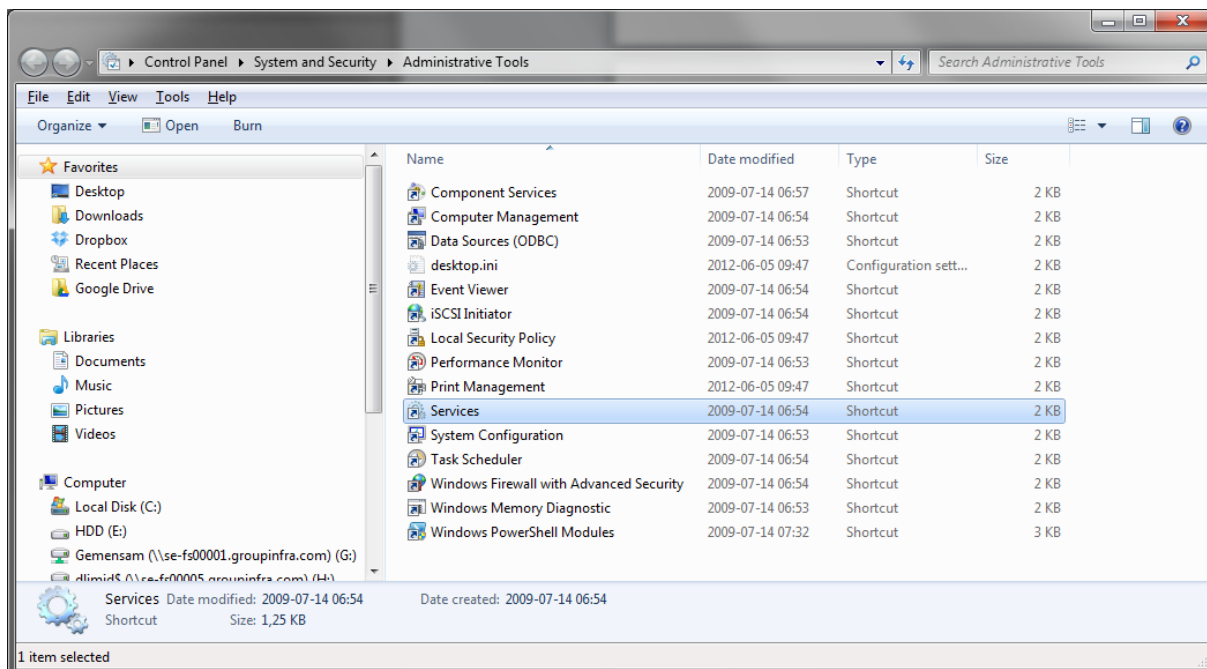 Control Panel ▸ System and Security ▸ Administrative Tools
Search Administrative Tools
File Edit View Tools Help
Organize Open Burn
Favorites
Desktop
Downloads
Dropbox
Recent Places
Google Drive
Libraries
Documents
Music
Pictures
Videos
Computer
Local Disk (C:)
HDD (E:)
Gemensam (\\se-fs00001.groupinfra.com) (G:)
dlimid$ (\\se-fs00005.groupinfra.com) (H:)
Name Date modified Type Size
Component Services 2009-07-14 06:57 Shortcut 2 KB
Computer Management 2009-07-14 06:54 Shortcut 2 KB
Data Sources (ODBC) 2009-07-14 06:53 Shortcut 2 KB
desktop.ini 2012-06-05 09:47 Configuration sett... 2 KB
Event Viewer 2009-07-14 06:54 Shortcut 2 KB
iSCSI Initiator 2009-07-14 06:54 Shortcut 2 KB
Local Security Policy 2012-06-05 09:47 Shortcut 2 KB
Performance Monitor 2009-07-14 06:53 Shortcut 2 KB
Print Management 2012-06-05 09:47 Shortcut 2 KB
Services 2009-07-14 06:54 Shortcut 2 KB
System Configuration 2009-07-14 06:53 Shortcut 2 KB
Task Scheduler 2009-07-14 06:54 Shortcut 2 KB
Windows Firewall with Advanced Security 2009-07-14 06:54 Shortcut 2 KB
Windows Memory Diagnostic 2009-07-14 06:53 Shortcut 2 KB
Windows PowerShell Modules 2009-07-14 07:32 Shortcut 3 KB
Services Date modified: 2009-07-14 06:54 Date created: 2009-07-14 06:54
Shortcut Size: 1,25 KB
1 item selected